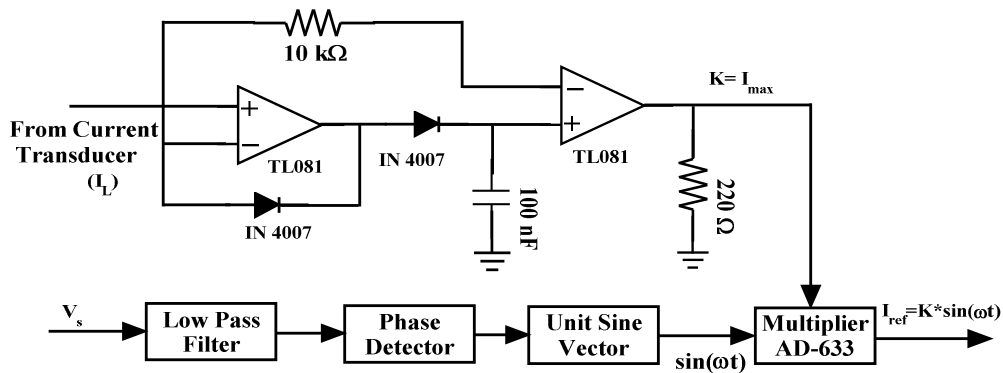 10 kΩ
K= I_max
From Current
Transducer
(I_L)
+
−
TL081
IN 4007
−
+
TL081
IN 4007
100 nF
220 Ω
V_s
Low Pass
Filter
Phase
Detector
Unit Sine
Vector
sin(ωt)
Multiplier
AD-633
I_ref=K*sin(ωt)